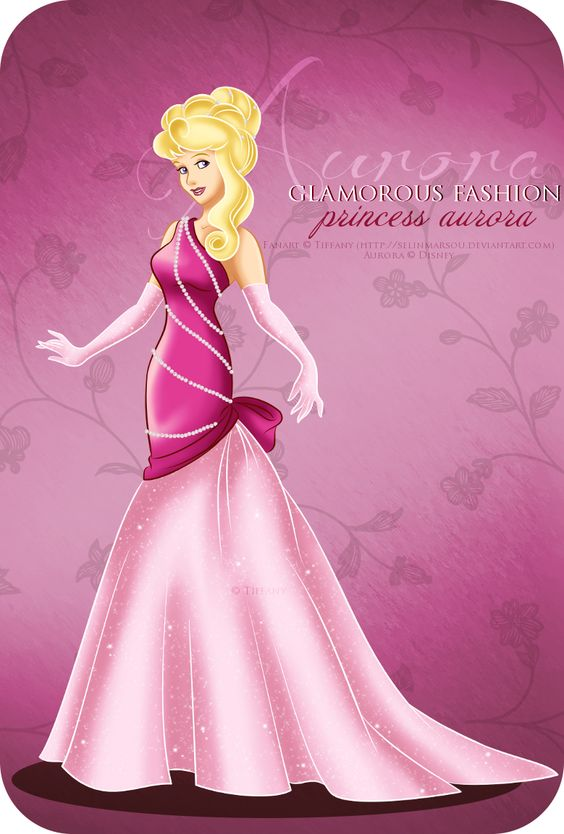 Aurora
GLAMOROUS FASHION
princess aurora
FANART © TIFFANY (HTTP://SELINMARSOU.DEVIANTART.COM)
AURORA © DISNEY
© TIFFANY